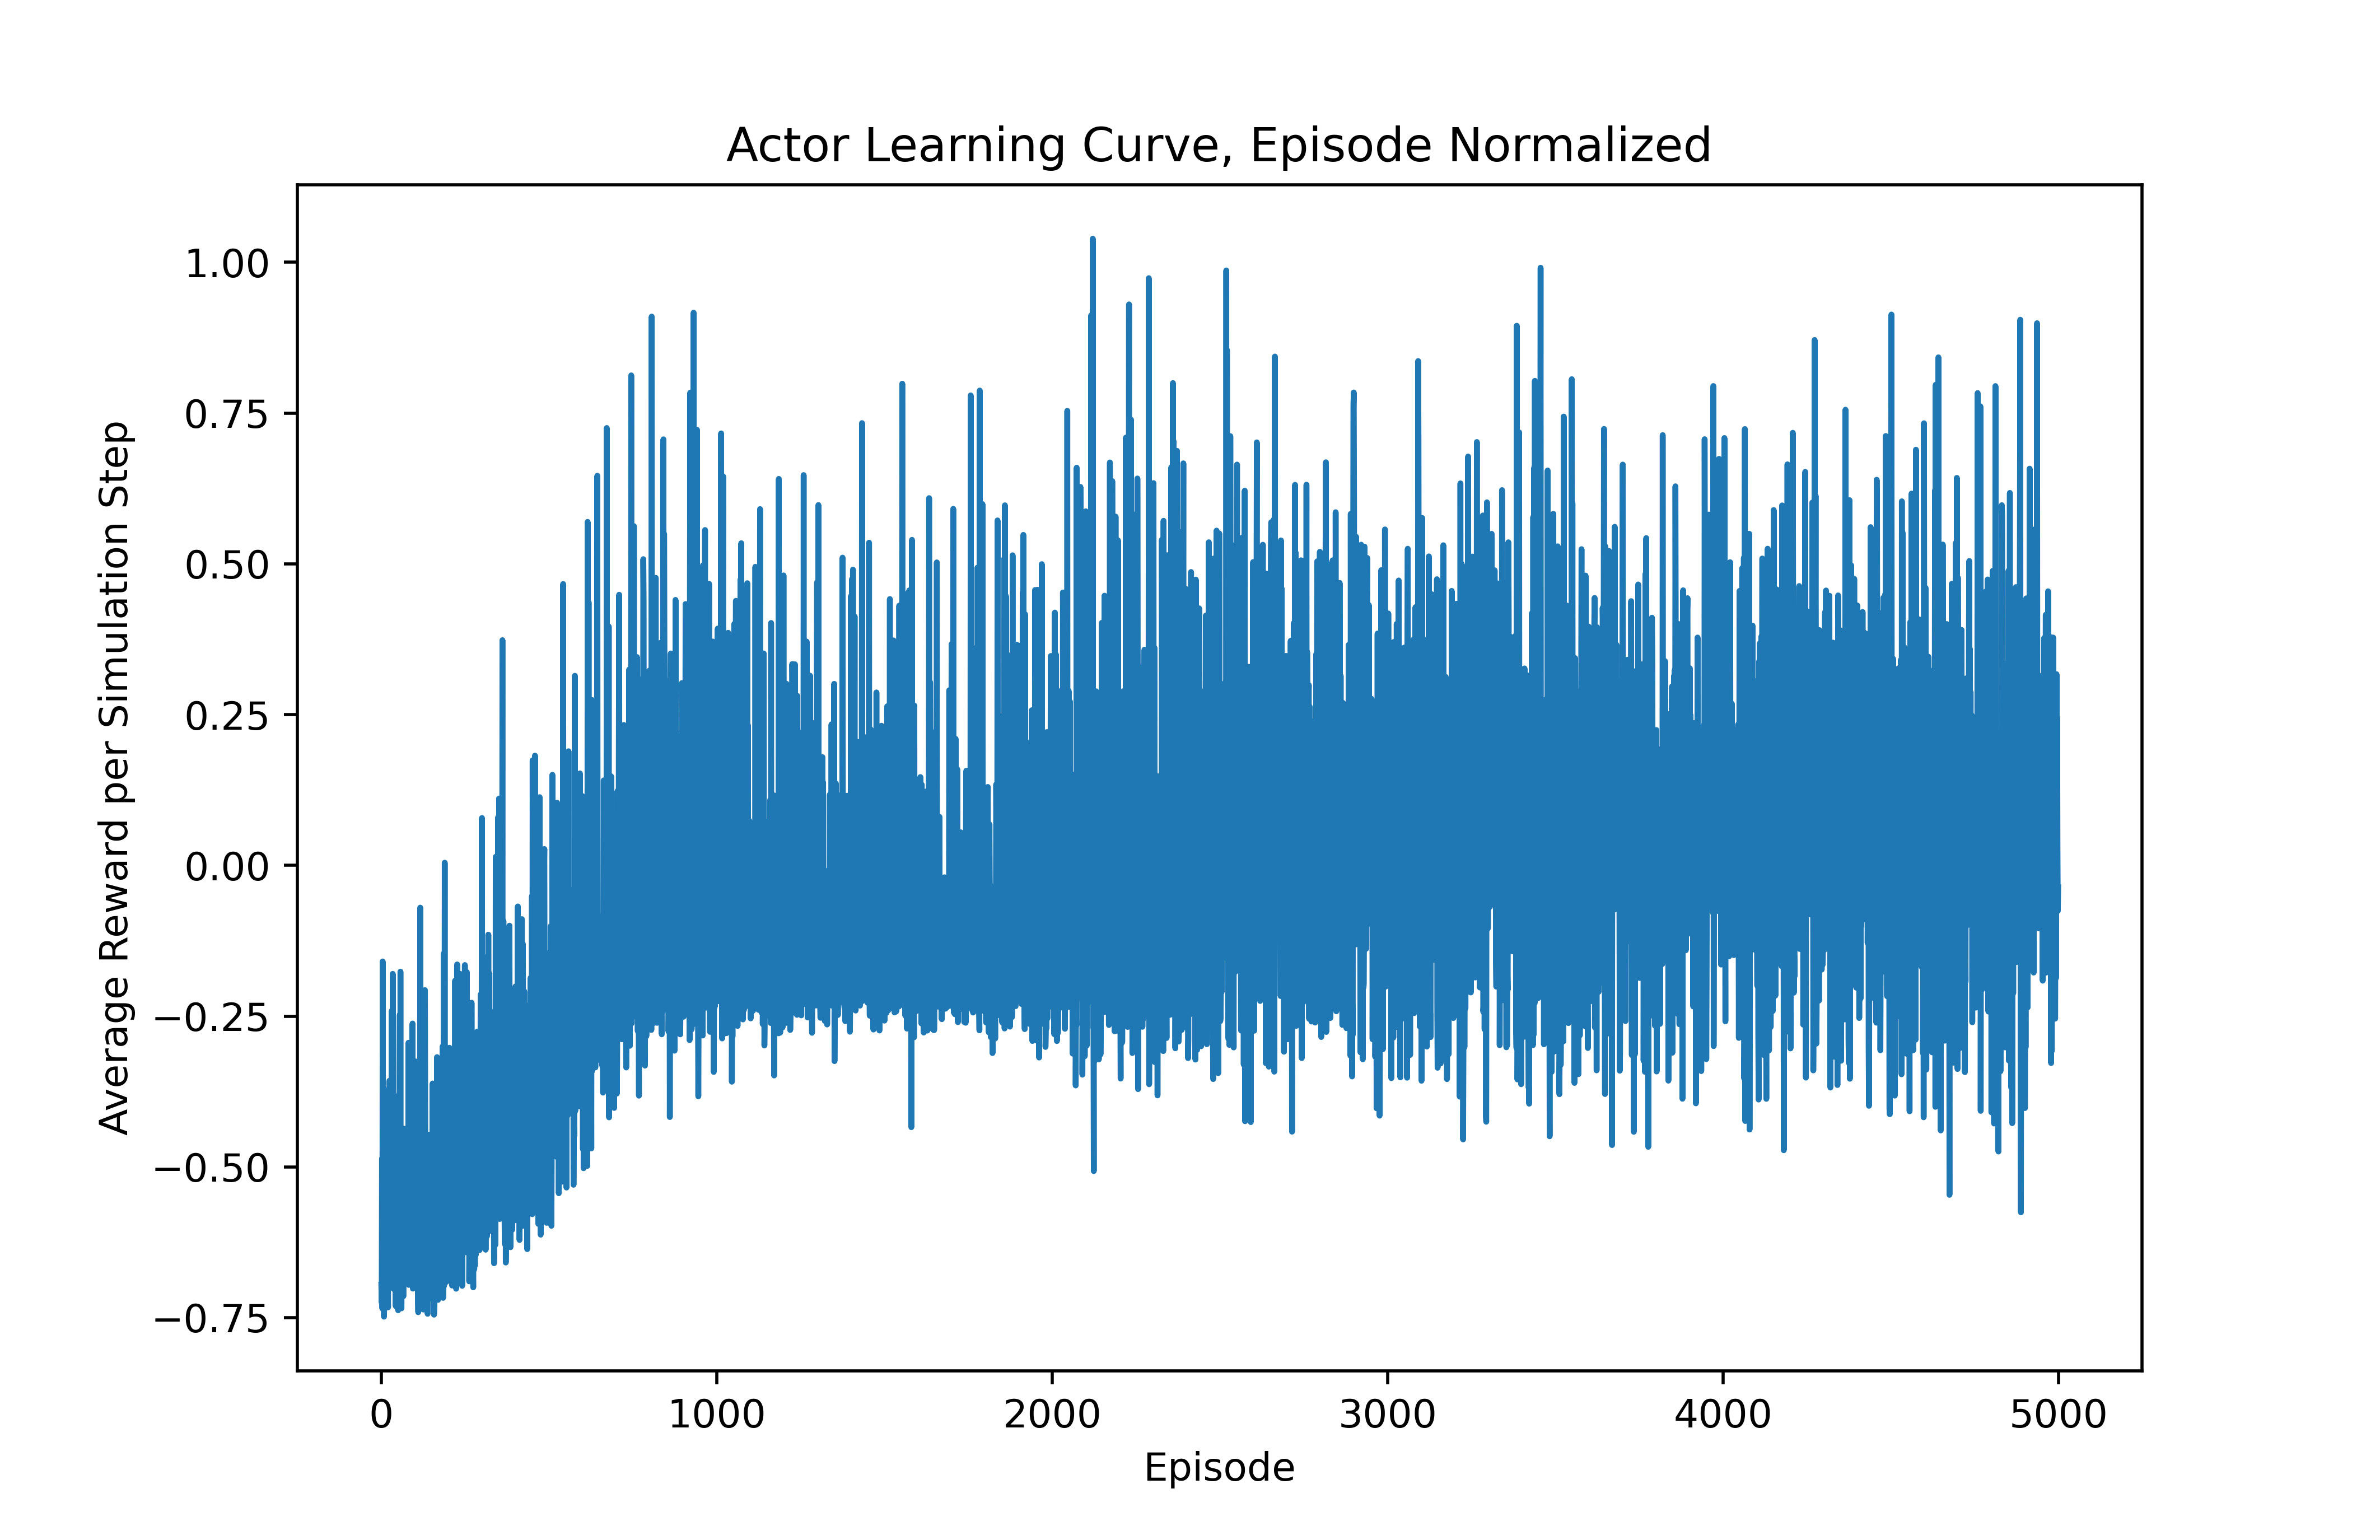 Actor Learning Curve, Episode Normalized
Average Reward per Simulation Step
1.00
0.75
0.50
0.25
0.00
−0.25
−0.50
−0.75
0 1000 2000 3000 4000 5000
Episode